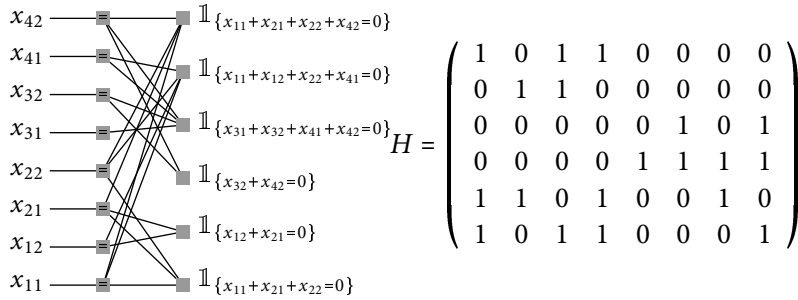 x₄₂ = 𝟙{x₁₁+x₂₁+x₂₂+x₄₂=0}
x₄₁ = 𝟙{x₁₁+x₁₂+x₂₂+x₄₁=0}
x₃₂ = 𝟙{x₃₁+x₃₂+x₄₁+x₄₂=0}
x₃₁ = 𝟙{x₃₂+x₄₂=0}
x₂₂ = 𝟙{x₁₂+x₂₁=0}
x₂₁ = 𝟙{x₁₁+x₂₁+x₂₂=0}
x₁₂ =
x₁₁ =
H =
1 0 1 1 0 0 0 0
0 1 1 0 0 0 0 0
0 0 0 0 0 1 0 1
0 0 0 0 1 1 1 1
1 1 0 1 0 0 1 0
1 0 1 1 0 0 0 1